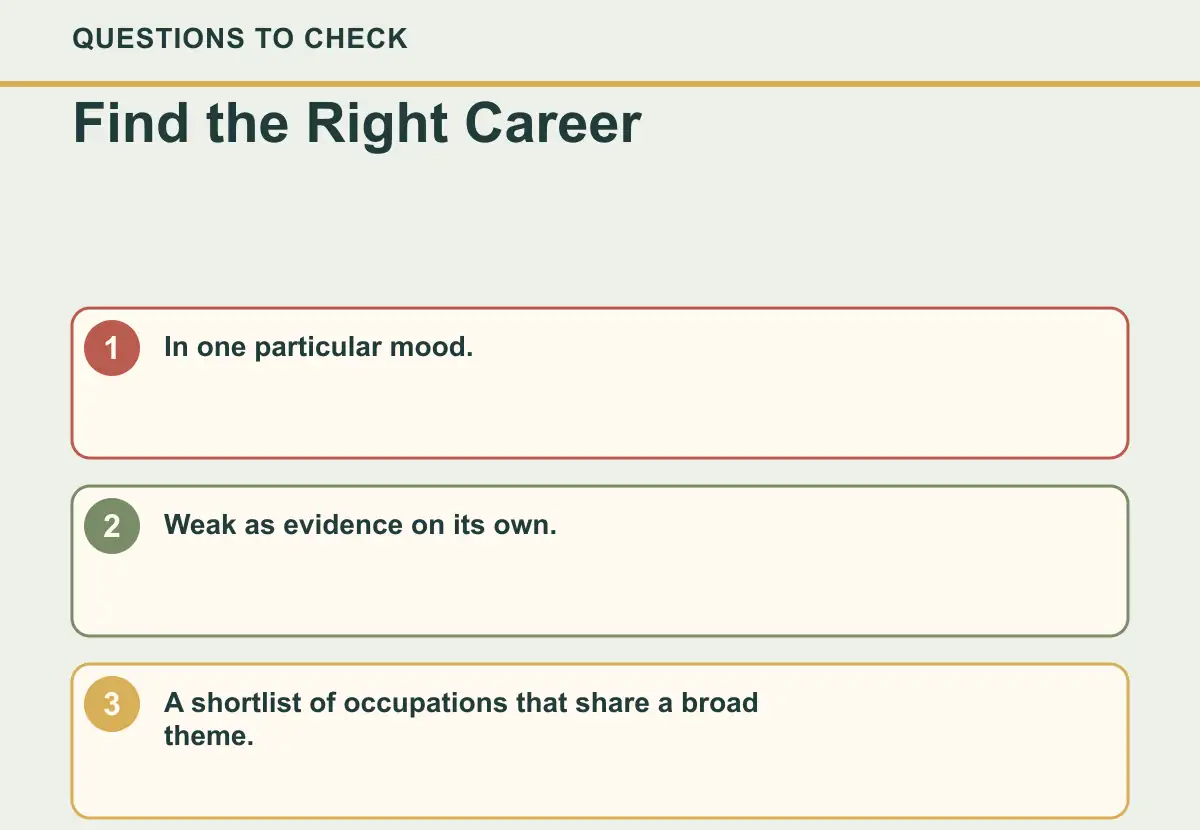 QUESTIONS TO CHECK
Find the Right Career
1
In one particular mood.
2
Weak as evidence on its own.
3
A shortlist of occupations that share a broad
theme.